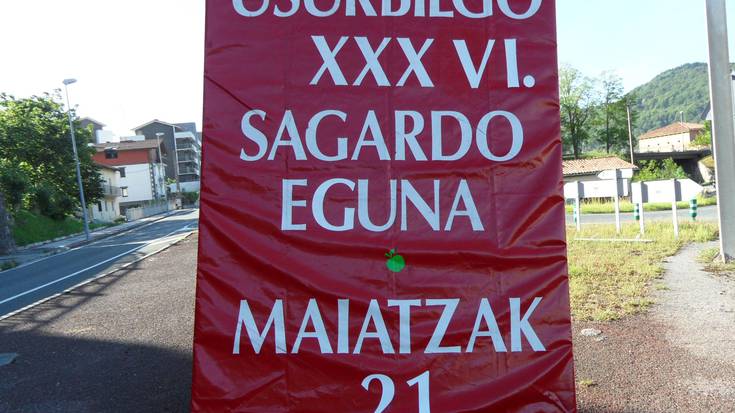 USURBILGO
XXX VI.
SAGARDO
EGUNA
MAIATZAK
21